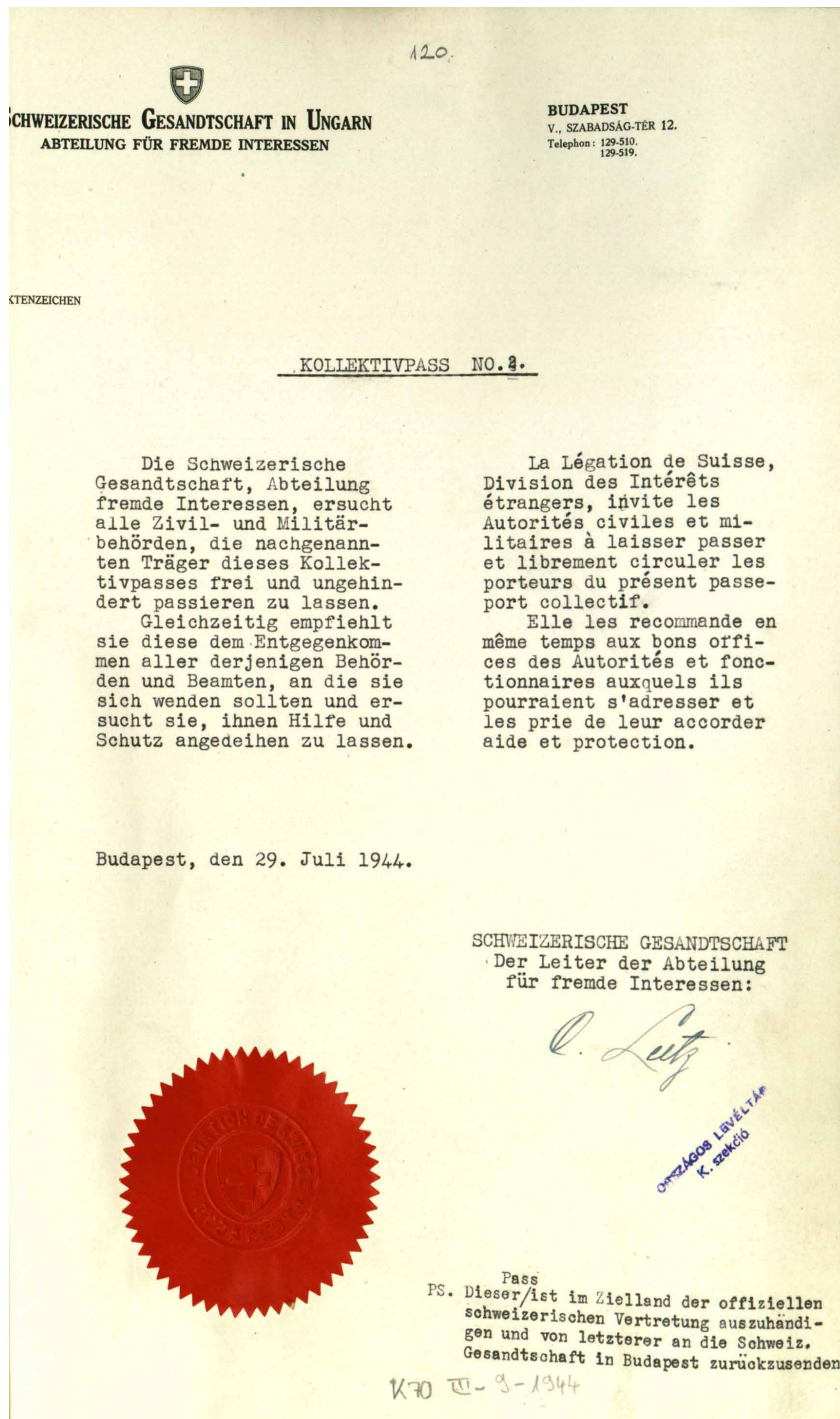 120.
SCHWEIZERISCHE GESANDTSCHAFT IN UNGARN
ABTEILUNG FÜR FREMDE INTERESSEN
BUDAPEST
V., SZABADSÁG-TÉR 12.
Telephon: 129-510.
129-519.
KTENZEICHEN
KOLLEKTIVPASS NO.
Die Schweizerische
Gesandtschaft, Abteilung
fremde Interessen, ersucht
alle Zivil- und Militär-
behörden, die nachgenann-
ten Träger dieses Kollek-
tivpasses frei und ungehin-
dert passieren zu lassen.
Gleichzeitig empfiehlt
sie diese dem Entgegenkom-
men aller derjenigen Behör-
den und Beamten, an die sie
sich wenden sollten und er-
sucht sie, ihnen Hilfe und
Schutz angedeihen zu lassen.
La Légation de Suisse,
Division des Intérêts
étrangers, invite les
Autorités civiles et mi-
litaires à laisser passer
et librement circuler les
porteurs du présent passe-
port collectif.
Elle les recommande en
même temps aux bons offi-
ces des Autorités et fonc-
tionnaires auxquels ils
pourraient s'adresser et
les prie de leur accorder
aide et protection.
Budapest, den 29. Juli 1944.
SCHWEIZERISCHE GESANDTSCHAFT
Der Leiter der Abteilung
für fremde Interessen:
C. Lutz
ORSZÁGOS LEVÉLTÁR
K. szekció
LEGATION DE SUISSE
BUDAPEST
Pass
PS. Dieser/ist im Zielland der offiziellen
schweizerischen Vertretung auszuhändi-
gen und von letzterer an die Schweiz.
Gesandtschaft in Budapest zurückzusenden
K70 III-9-1944